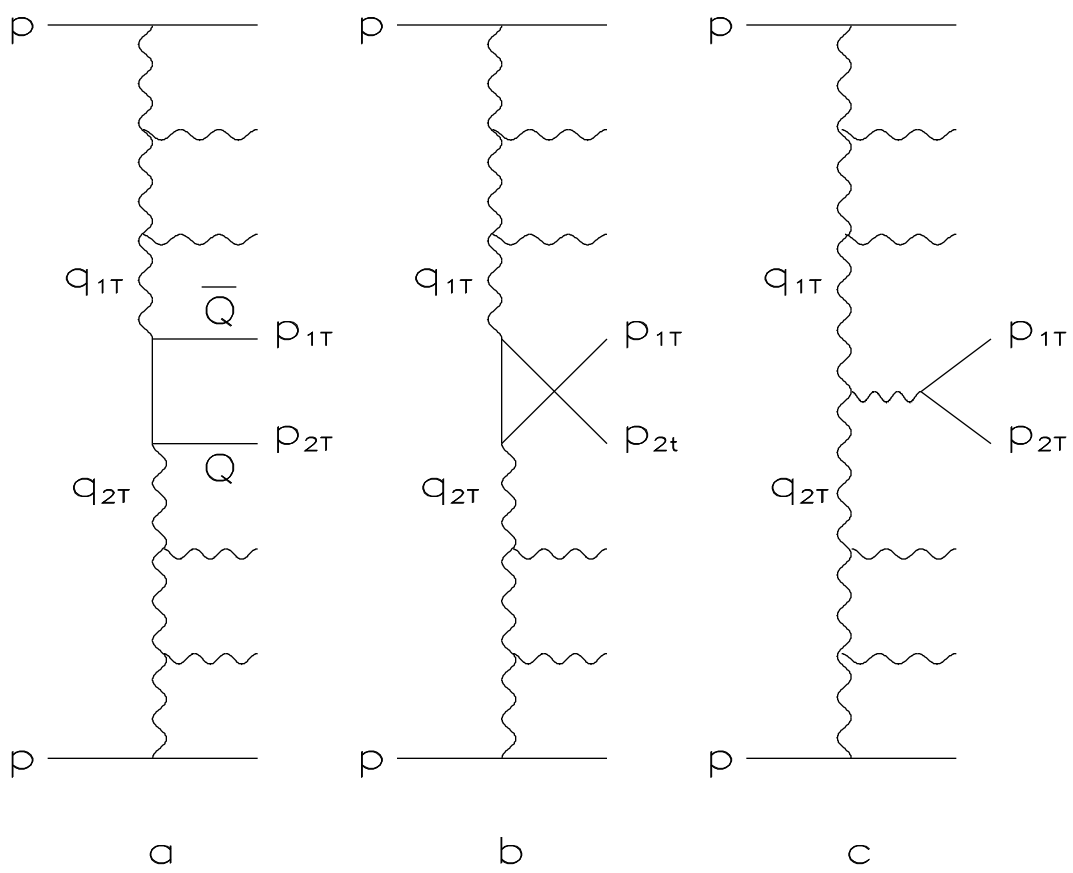 p p p
q1T q1T q1T
Q̅ p1T p1T p1T
Q p2T p2t p2T
q2T q2T q2T
p p p
a b c